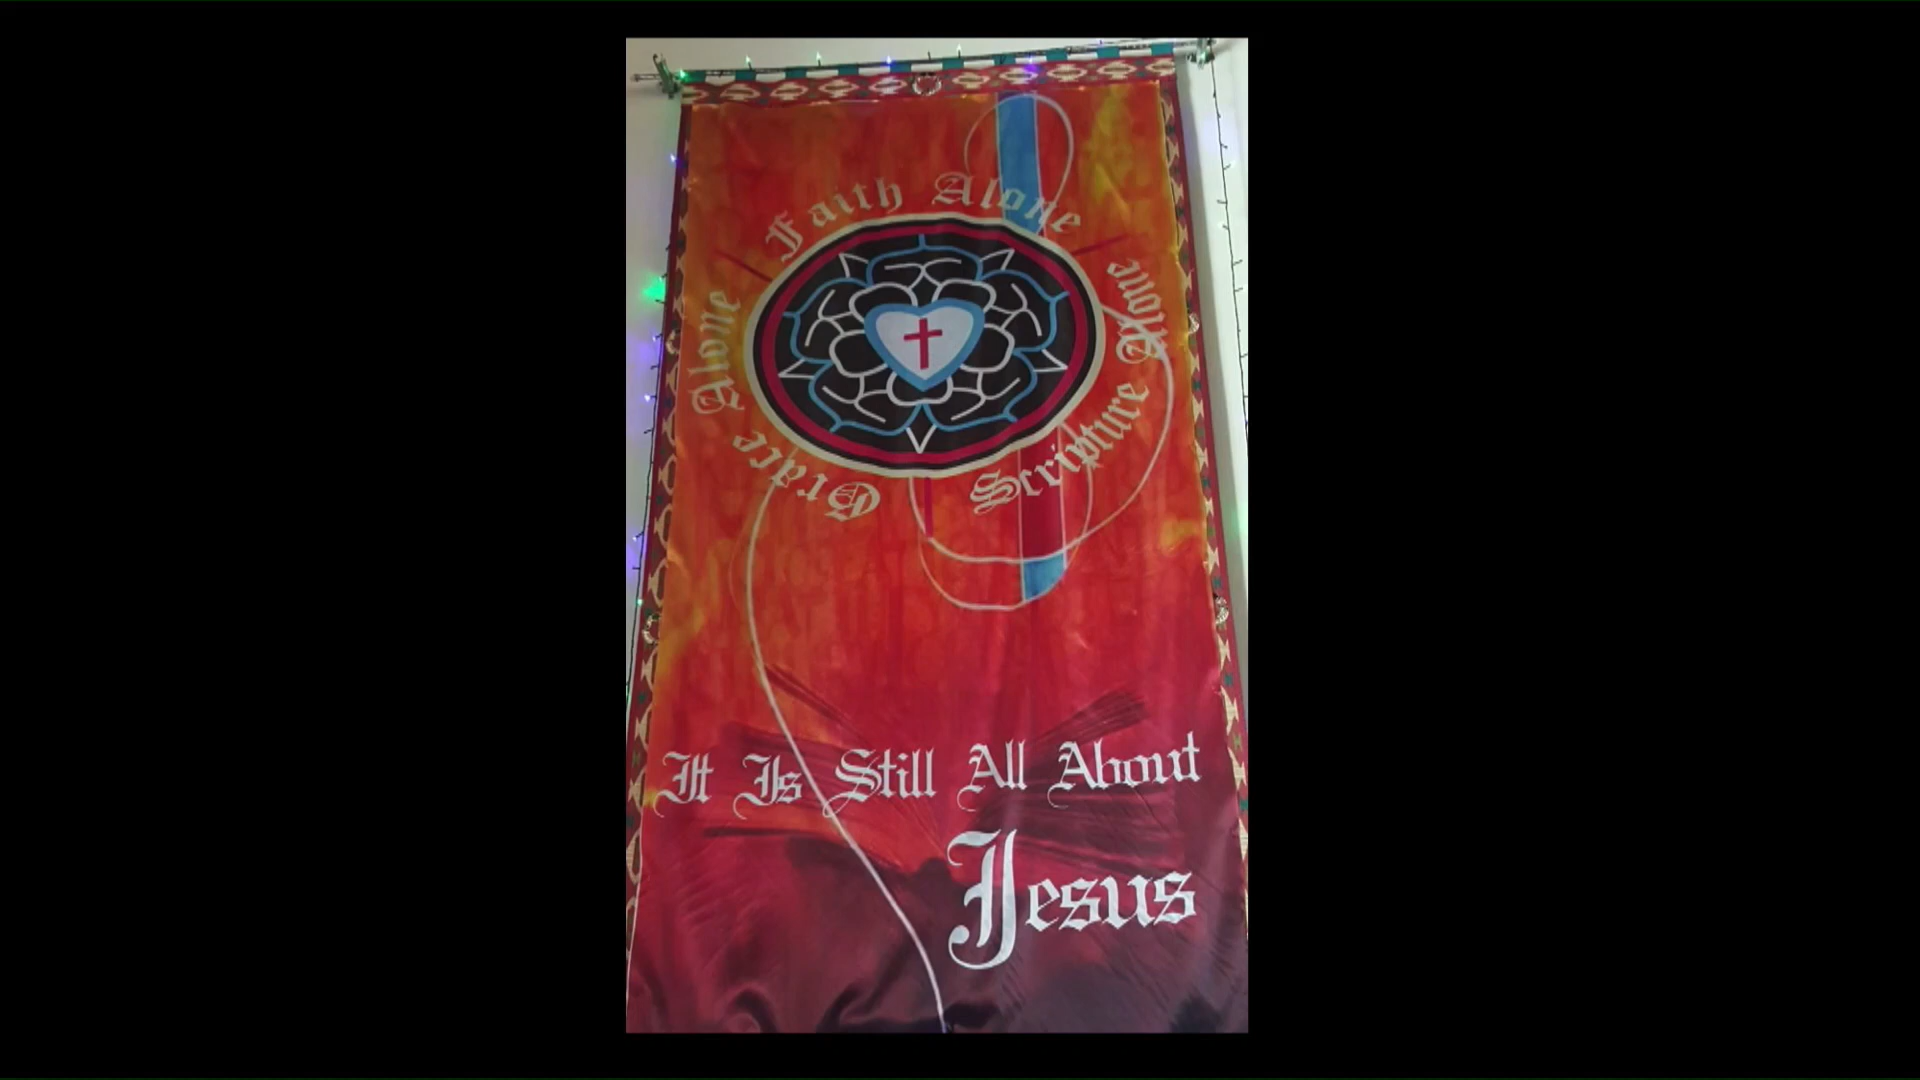 Grace Alone
Faith Alone
Scripture Alone
It Is Still All About
Jesus